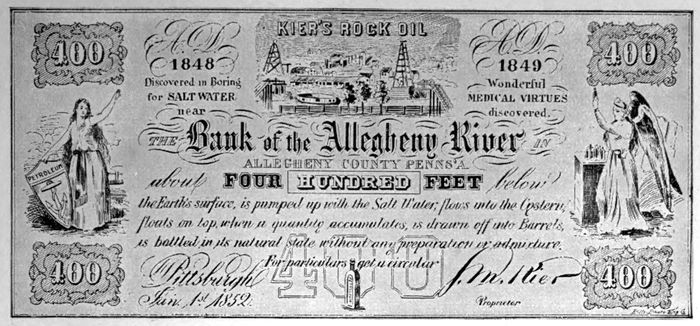 KIER'S ROCK OIL
400
400
A.D.
1848
Discovered in Boring
for SALT WATER
near
A.D.
1849
Wonderful
MEDICAL VIRTUES
discovered.
THE Bank of the Allegheny River IN
ALLEGHENY COUNTY PENNSA.
about FOUR HUNDRED FEET below
the Earth's surface, is pumped up with the Salt Water, flows into the Cystern,
floats on top, when a quantity accumulates, is drawn off into Barrels,
is bottled in its natural state without any preparation or admixture.
For particulars get a circular
PETROLEUM
400
Pittsburgh
Jan. 1st 1852.
400
S. M. Kier
Proprietor
400